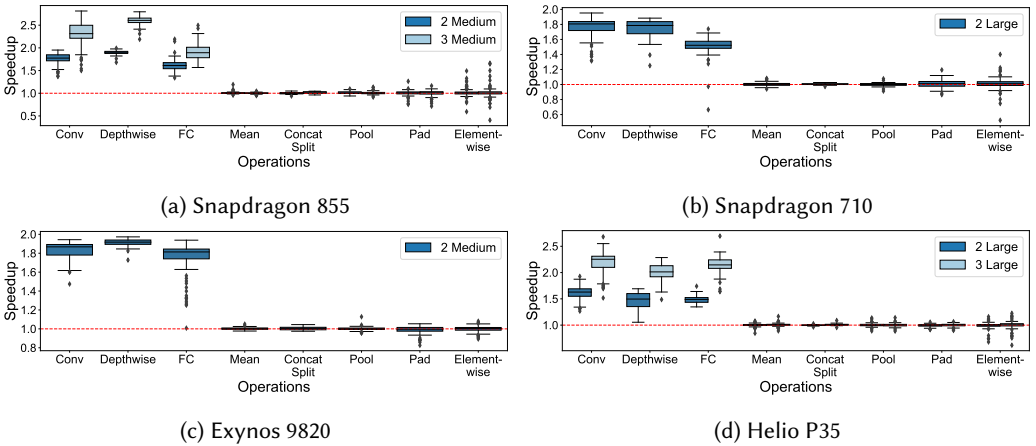 2.5
2.0
1.5
1.0
0.5
Speedup
2 Medium
3 Medium
Conv Depthwise FC Mean Concat Pool Pad Element-
Split wise
Operations
(a) Snapdragon 855
2.0
1.8
1.6
1.4
1.2
1.0
0.8
0.6
Speedup
2 Large
Conv Depthwise FC Mean Concat Pool Pad Element-
Split wise
Operations
(b) Snapdragon 710
2.0
1.8
1.6
1.4
1.2
1.0
0.8
Speedup
2 Medium
Conv Depthwise FC Mean Concat Pool Pad Element-
Split wise
Operations
(c) Exynos 9820
2.5
2.0
1.5
1.0
Speedup
2 Large
3 Large
Conv Depthwise FC Mean Concat Pool Pad Element-
Split wise
Operations
(d) Helio P35